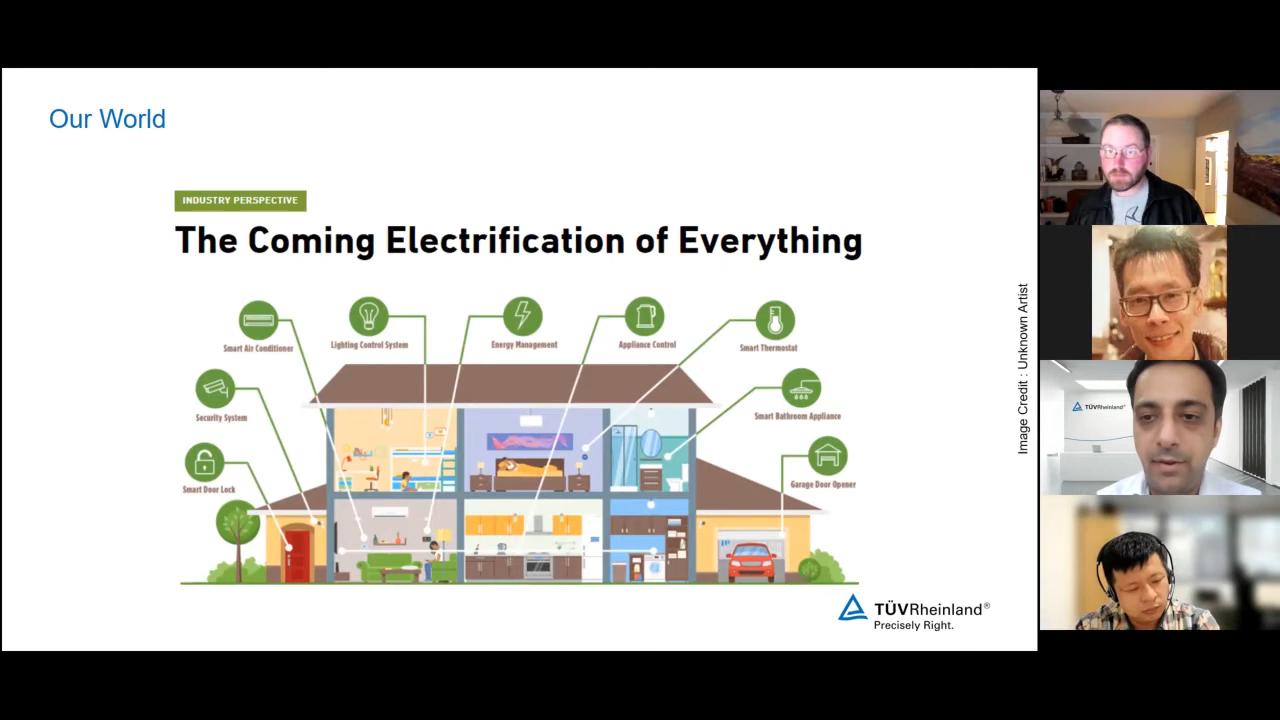 Our World
INDUSTRY PERSPECTIVE
The Coming Electrification of Everything
Smart Air Conditioner
Lighting Control System
Energy Management
Appliance Control
Smart Thermostat
Security System
Smart Bathroom Appliance
Smart Door Lock
Garage Door Opener
Image Credit : Unknown Artist
TÜVRheinland®
Precisely Right.
TÜVRheinland®